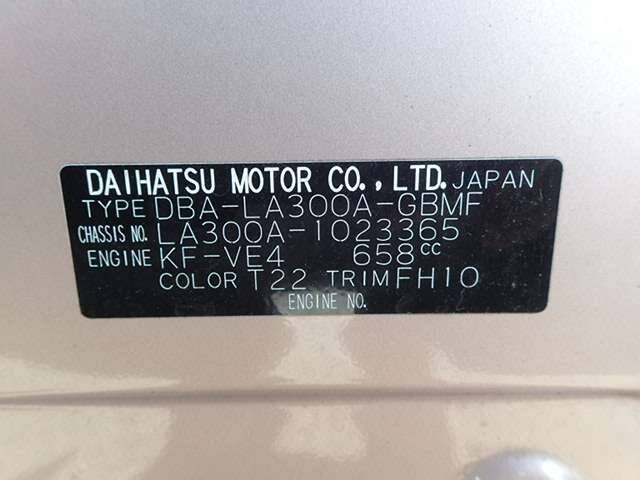 DAIHATSU MOTOR CO., LTD. JAPAN
TYPE DBA-LA300A-GBMF
CHASSIS NO. LA300A-1023365
ENGINE KF-VE4 658cc
COLOR T22 TRIM FH10
ENGINE NO.